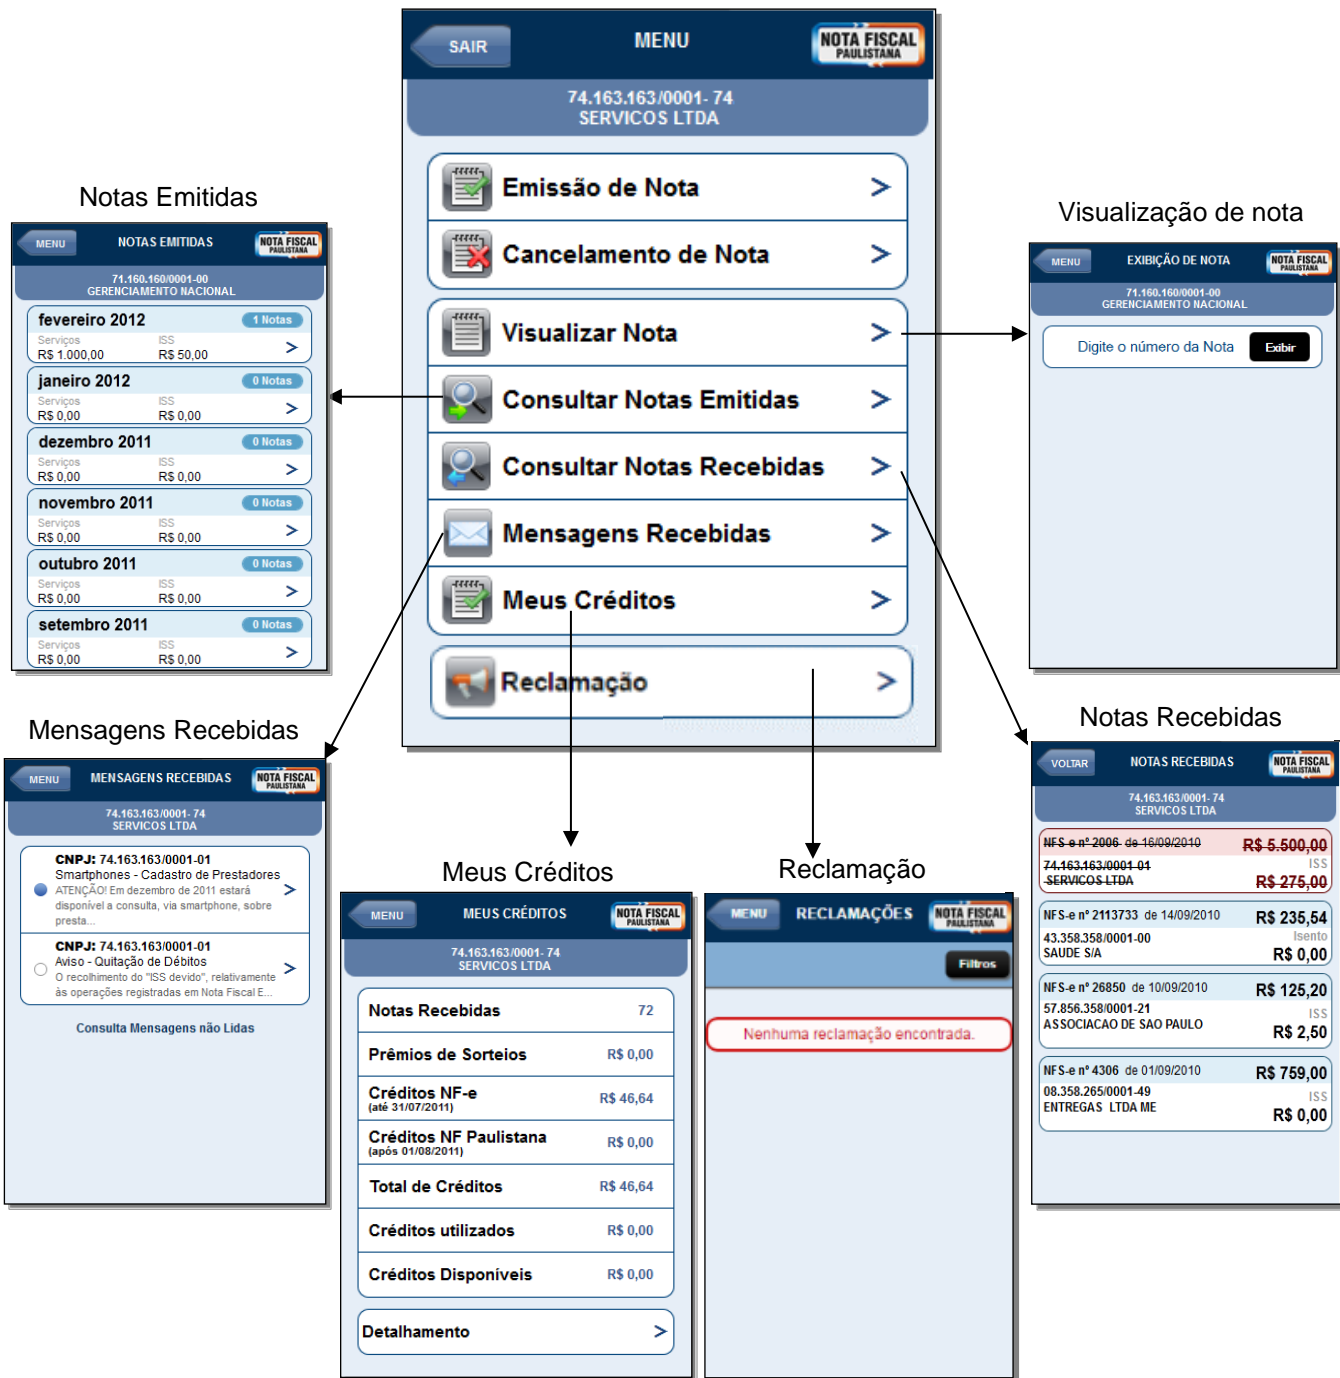 SAIR
MENU
NOTA FISCAL
PAULISTANA
74.163.163/0001- 74
SERVICOS LTDA
Emissão de Nota
Cancelamento de Nota
Visualizar Nota
Consultar Notas Emitidas
Consultar Notas Recebidas
Mensagens Recebidas
Meus Créditos
Reclamação
Notas Emitidas
MENU
NOTAS EMITIDAS
NOTA FISCAL
PAULISTANA
71.160.160/0001-00
GERENCIAMENTO NACIONAL
fevereiro 2012 1 Notas
Serviços ISS
R$ 1.000,00 R$ 50,00
janeiro 2012 0 Notas
Serviços ISS
R$ 0,00 R$ 0,00
dezembro 2011 0 Notas
Serviços ISS
R$ 0,00 R$ 0,00
novembro 2011 0 Notas
Serviços ISS
R$ 0,00 R$ 0,00
outubro 2011 0 Notas
Serviços ISS
R$ 0,00 R$ 0,00
setembro 2011 0 Notas
Serviços ISS
R$ 0,00 R$ 0,00
Visualização de nota
MENU
EXIBIÇÃO DE NOTA
NOTA FISCAL
PAULISTANA
71.160.160/0001-00
GERENCIAMENTO NACIONAL
Digite o número da Nota Exibir
Mensagens Recebidas
MENU
MENSAGENS RECEBIDAS
NOTA FISCAL
PAULISTANA
74.163.163/0001- 74
SERVICOS LTDA
CNPJ: 74.163.163/0001-01
Smartphones - Cadastro de Prestadores
ATENÇÃO! Em dezembro de 2011 estará
disponível a consulta, via smartphone, sobre
presta...
CNPJ: 74.163.163/0001-01
Aviso - Quitação de Débitos
O recolhimento do "ISS devido", relativamente
às operações registradas em Nota Fiscal E...
Consulta Mensagens não Lidas
Meus Créditos
MENU
MEUS CRÉDITOS
NOTA FISCAL
PAULISTANA
74.163.163/0001- 74
SERVICOS LTDA
Notas Recebidas 72
Prêmios de Sorteios R$ 0,00
Créditos NF-e R$ 46,64
(até 31/07/2011)
Créditos NF Paulistana R$ 0,00
(após 01/08/2011)
Total de Créditos R$ 46,64
Créditos utilizados R$ 0,00
Créditos Disponíveis R$ 0,00
Detalhamento
Reclamação
MENU
RECLAMAÇÕES
NOTA FISCAL
PAULISTANA
Filtros
Nenhuma reclamação encontrada.
Notas Recebidas
VOLTAR
NOTAS RECEBIDAS
NOTA FISCAL
PAULISTANA
74.163.163/0001- 74
SERVICOS LTDA
NFS-e nº 2006 de 16/09/2010 R$ 5.500,00
74.163.163/0001-01 ISS
SERVICOS LTDA R$ 275,00
NFS-e nº 2113733 de 14/09/2010 R$ 235,54
43.358.358/0001-00 Isento
SAUDE S/A R$ 0,00
NFS-e nº 26850 de 10/09/2010 R$ 125,20
57.856.358/0001-21 ISS
ASSOCIACAO DE SAO PAULO R$ 2,50
NFS-e nº 4306 de 01/09/2010 R$ 759,00
08.358.265/0001-49 ISS
ENTREGAS LTDA ME R$ 0,00